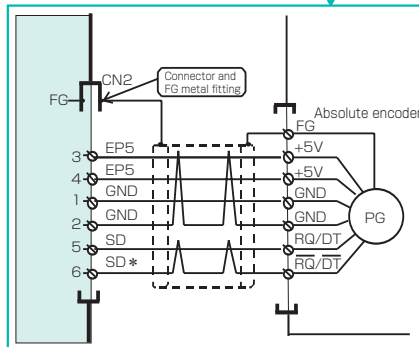 CN2
Connector and
FG metal fitting
FG
Absolute encoder
FG
3 EP5 +5V
4 EP5 +5V
1 GND GND
2 GND GND
PG
5 SD RQ/DT
6 SD* RQ/DT